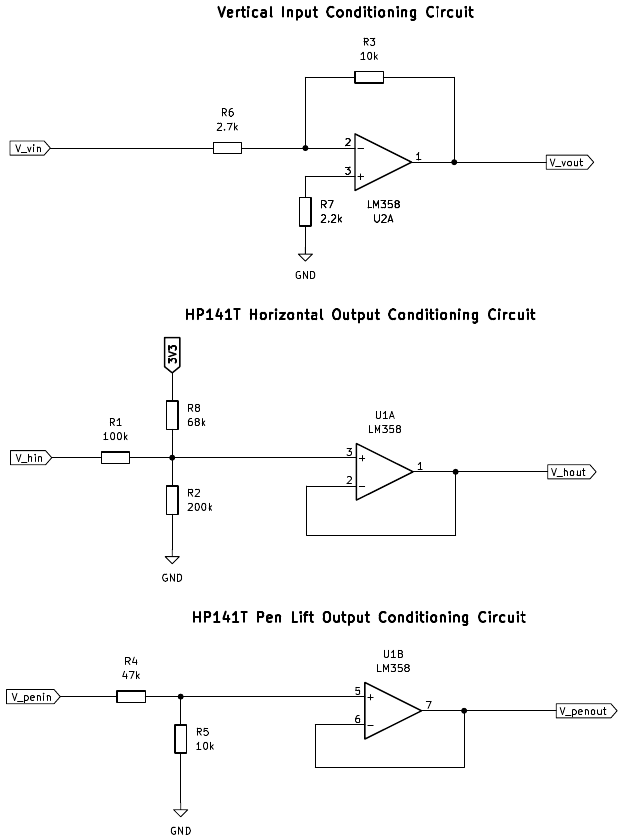 Vertical Input Conditioning Circuit
R3
10k
R6
2.7k
V_vin
2
−
1
V_vout
3
+
R7
2.2k
LM358
U2A
GND
HP141T Horizontal Output Conditioning Circuit
3V3
R8
68k
R1
100k
U1A
LM358
V_hin
3
+
1
V_hout
2
−
R2
200k
GND
HP141T Pen Lift Output Conditioning Circuit
R4
47k
U1B
LM358
V_penin
5
+
7
V_penout
6
−
R5
10k
GND